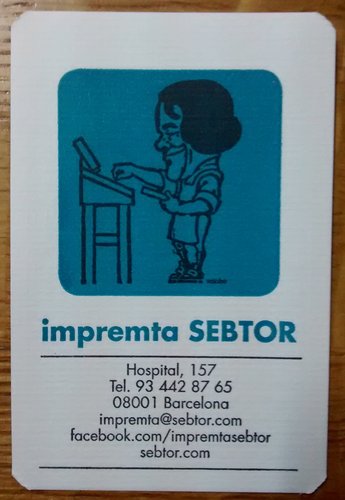 impremta SEBTOR
Hospital, 157
Tel. 93 442 87 65
08001 Barcelona
impremta@sebtor.com
facebook.com/impremtasebtor
sebtor.com